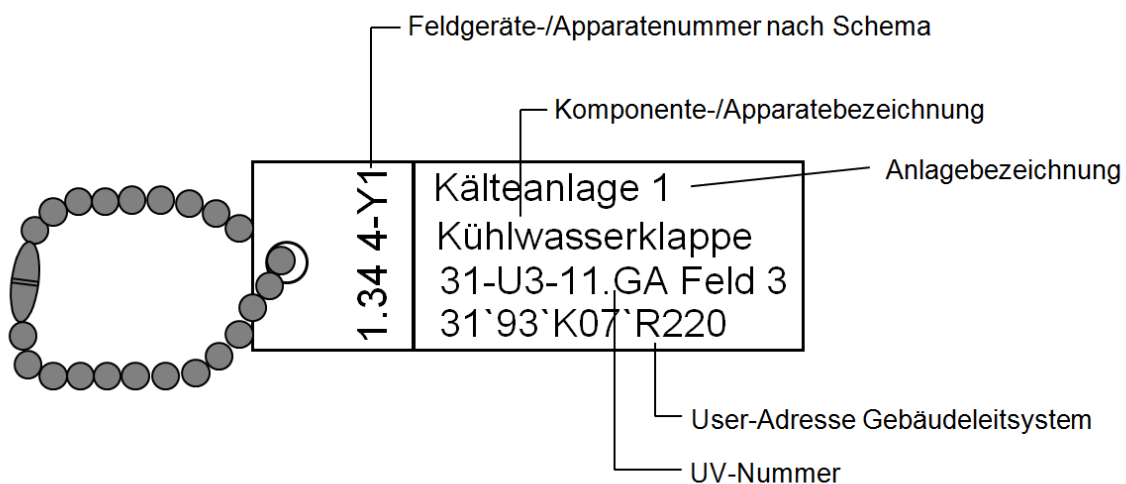 Feldgeräte-/Apparatenummer nach Schema
Komponente-/Apparatebezeichnung
Anlagebezeichnung
1.34 4-Y1
Kälteanlage 1
Kühlwasserklappe
31-U3-11.GA Feld 3
31`93`K07`R220
User-Adresse Gebäudeleitsystem
UV-Nummer